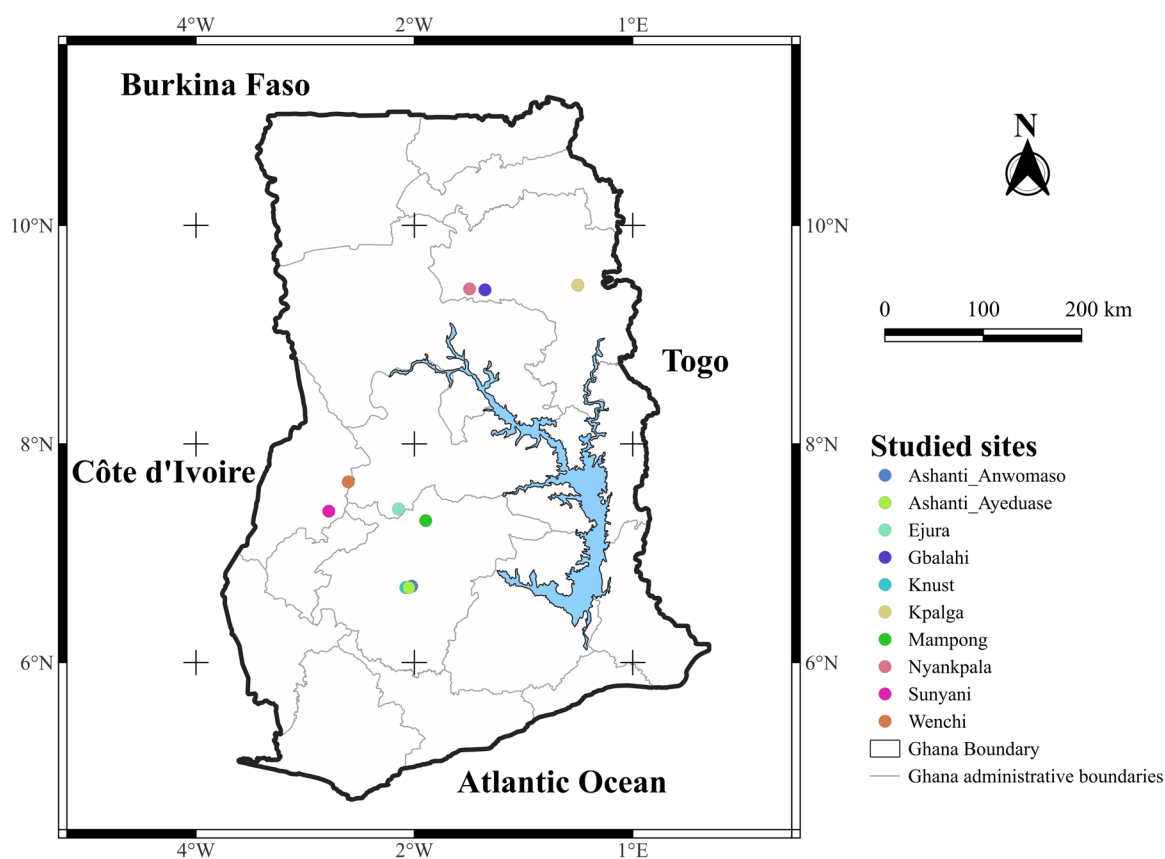 4°W 2°W 1°E
Burkina Faso
N
10°N 10°N
0 100 200 km
Togo
8°N 8°N
Studied sites
Côte d'Ivoire
Ashanti_Anwomaso
Ashanti_Ayeduase
Ejura
Gbalahi
Knust
Kpalga
Mampong
6°N 6°N
Nyankpala
Sunyani
Wenchi
Ghana Boundary
Atlantic Ocean
Ghana administrative boundaries
4°W 2°W 1°E